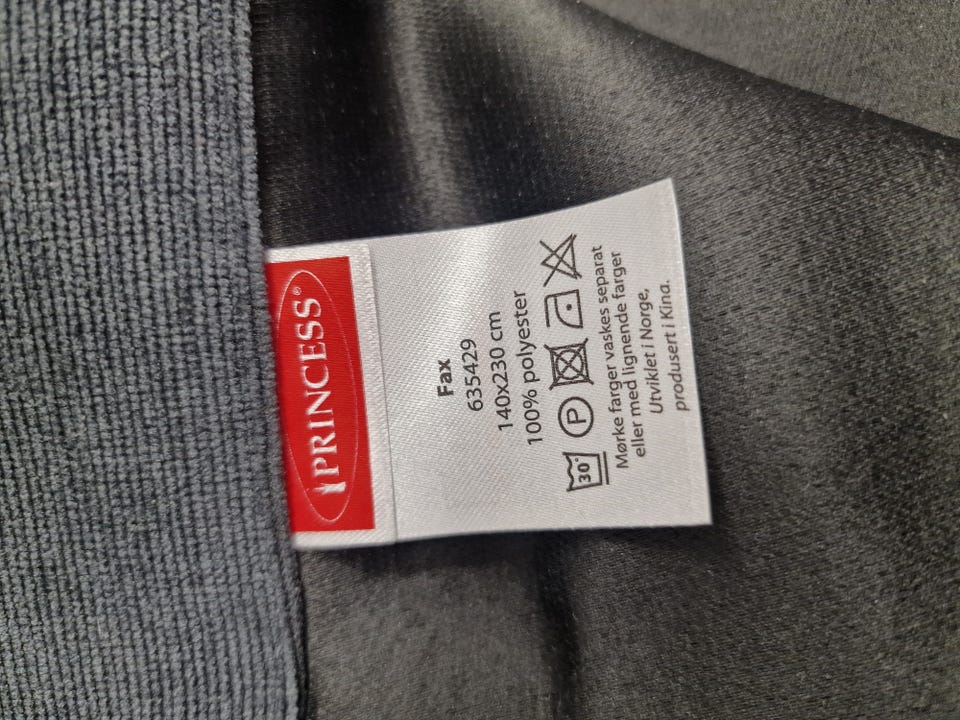 PRINCESS®
Fax
635429
140x230 cm
100% polyester
30° P
Mørke farger vaskes separat
eller med lignende farger
Utviklet i Norge,
produsert i Kina.